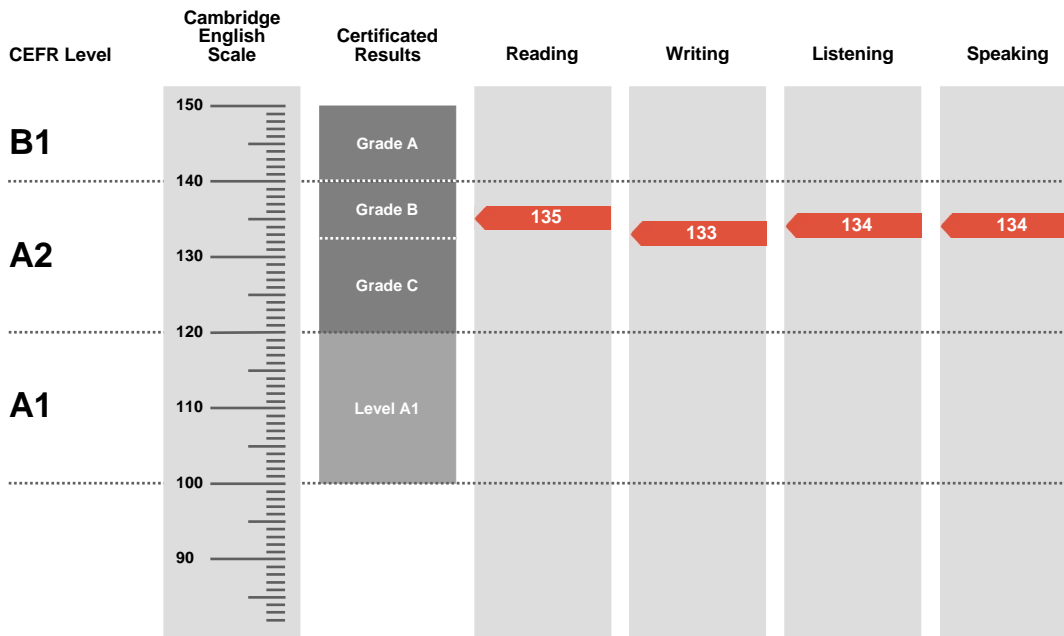 CEFR Level
Cambridge
English
Scale
Certificated
Results
Reading
Writing
Listening
Speaking
150
B1
Grade A
140
Grade B
135
133
134
134
A2
130
Grade C
120
A1
110
Level A1
100
90